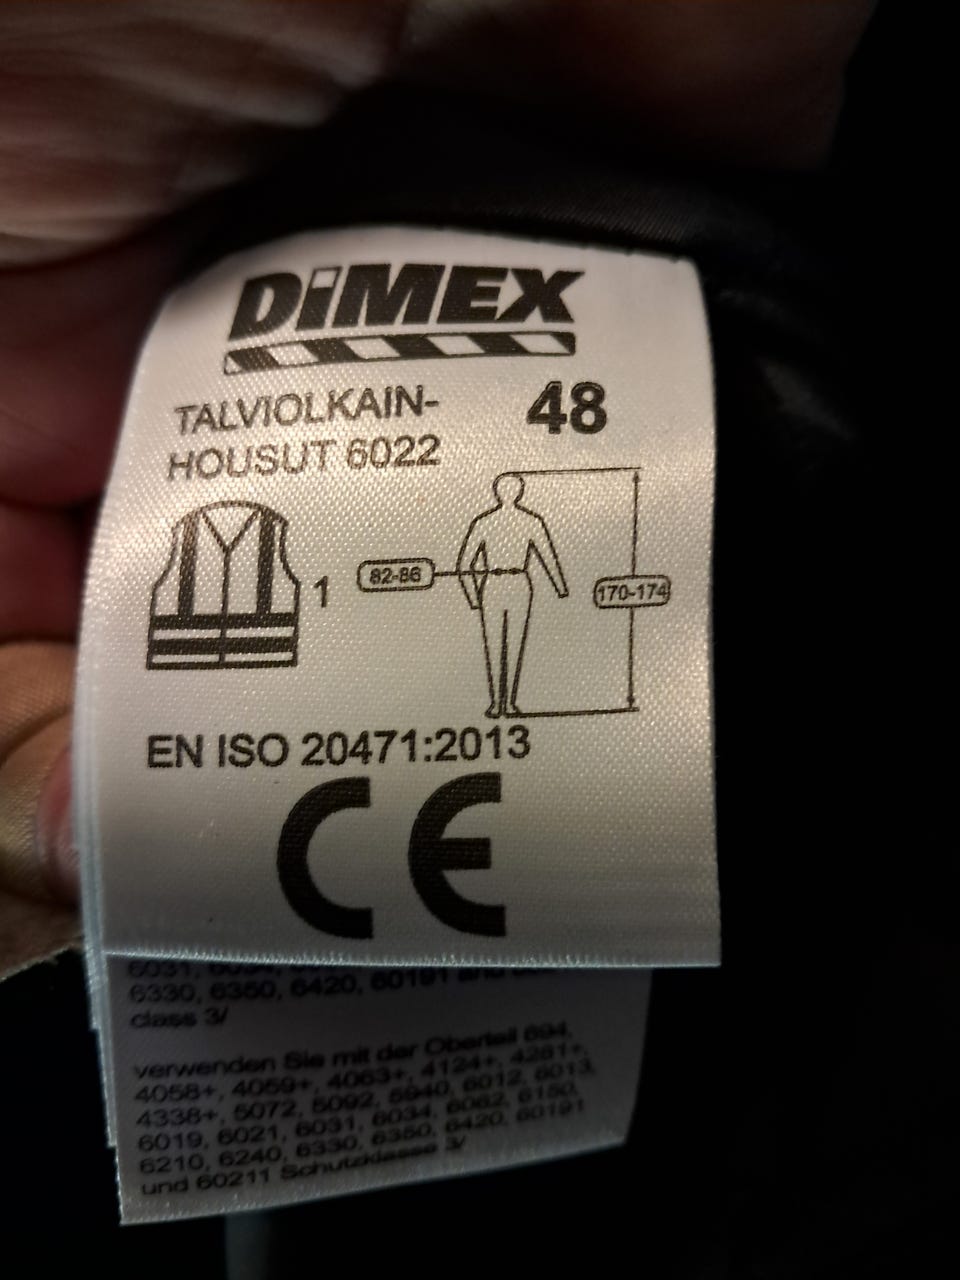 DiMEX
TALVIOLKAIN-
HOUSUT 6022
48
1
82-86
170-174
EN ISO 20471:2013
CE
6031,
6330, 6350, 6420, 60191 and
class 3/
verwenden Sie mit der Oberteil 694,
4058+, 4059+, 4063+, 4124+, 4281+,
4338+, 5072, 5092, 5940, 6012, 6013,
6019, 6021, 6031, 6034, 6062, 6150,
6210, 6240, 6330, 6350, 6420, 60191
und 60211 Schutzklasse 3/